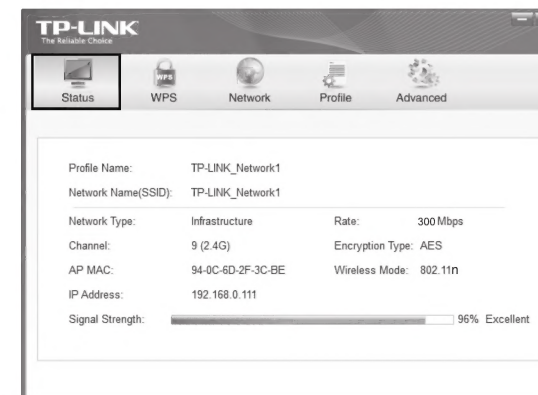 TP-LINK
The Reliable Choice
WPS
Status WPS Network Profile Advanced
Profile Name: TP-LINK_Network1
Network Name(SSID): TP-LINK_Network1
Network Type: Infrastructure Rate: 300 Mbps
Channel: 9 (2.4G) Encryption Type: AES
AP MAC: 94-0C-6D-2F-3C-BE Wireless Mode: 802.11n
IP Address: 192.168.0.111
Signal Strength: 96% Excellent